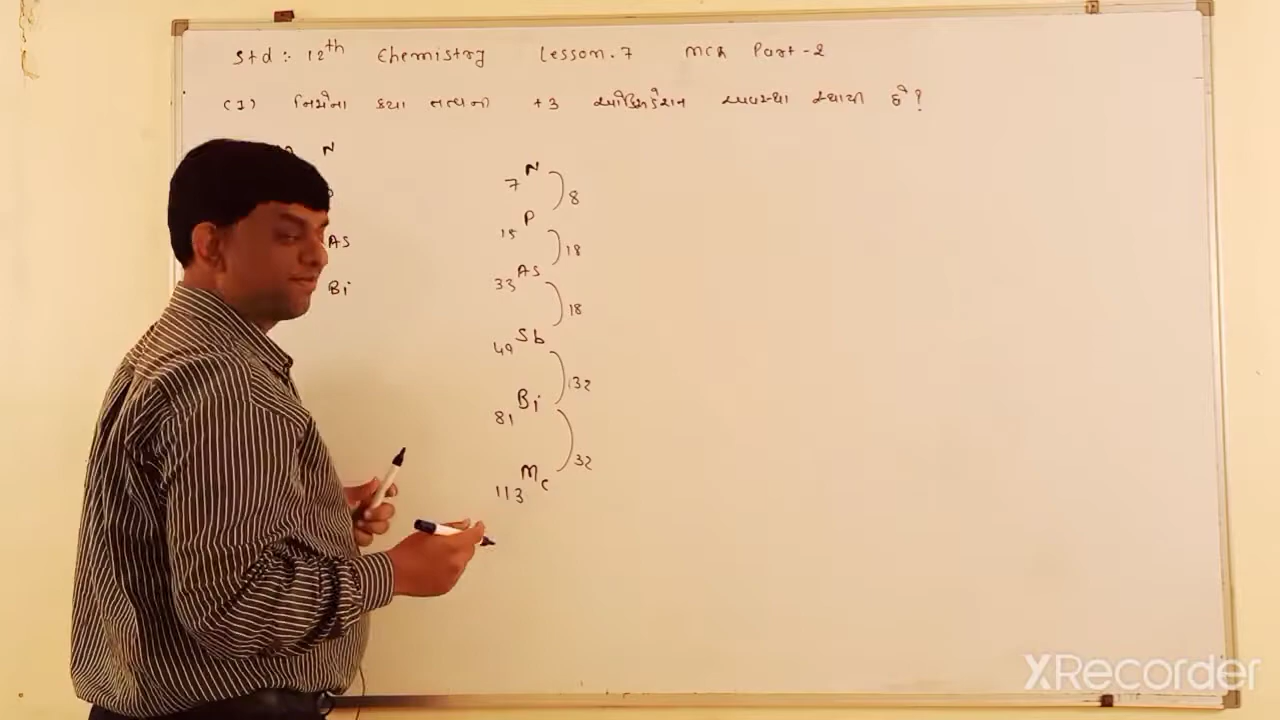 Std :- 12th Chemistry Lesson.7 MCQ Part-2
(1) નિચેના કયા તત્વની +3 ઓક્સિડેશન અવસ્થા સ્થાયી છે?
N
AS
Bi
7 N
8
15 P
18
33 AS
18
49 Sb
32
81 Bi
32
113 Mc
XRecorder